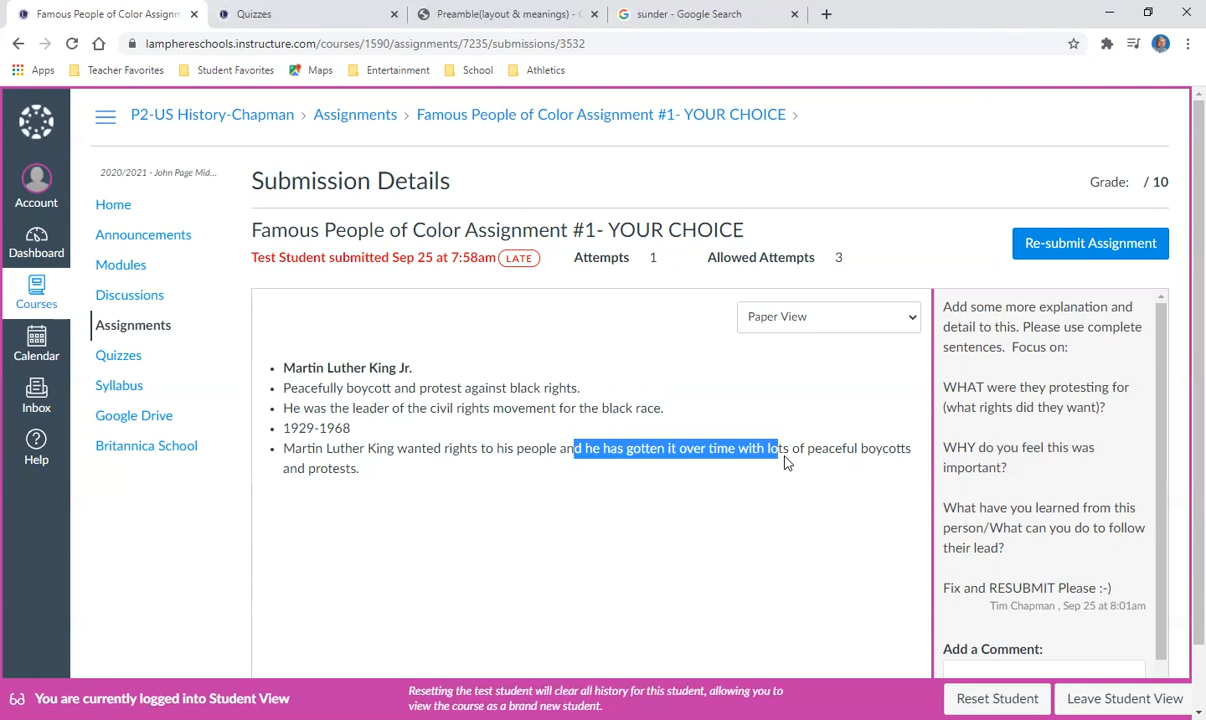 Famous People of Color Assignm
Quizzes
Preamble(layout & meanings) - G
sunder - Google Search
lamphereschools.instructure.com/courses/1590/assignments/7235/submissions/3532
Apps
Teacher Favorites
Student Favorites
Maps
Entertainment
School
Athletics
P2-US History-Chapman › Assignments › Famous People of Color Assignment #1- YOUR CHOICE ›
Account
Dashboard
Courses
Calendar
Inbox
Help
2020/2021 - John Page Mid...
Home
Announcements
Modules
Discussions
Assignments
Quizzes
Syllabus
Google Drive
Britannica School
Submission Details
Grade: / 10
Famous People of Color Assignment #1- YOUR CHOICE
Re-submit Assignment
Test Student submitted Sep 25 at 7:58am LATE Attempts 1 Allowed Attempts 3
Paper View
• Martin Luther King Jr.
• Peacefully boycott and protest against black rights.
• He was the leader of the civil rights movement for the black race.
• 1929-1968
• Martin Luther King wanted rights to his people and he has gotten it over time with lots of peaceful boycotts
and protests.
Add some more explanation and
detail to this. Please use complete
sentences. Focus on:
WHAT were they protesting for
(what rights did they want)?
WHY do you feel this was
important?
What have you learned from this
person/What can you do to follow
their lead?
Fix and RESUBMIT Please :-)
Tim Chapman , Sep 25 at 8:01am
Add a Comment:
You are currently logged into Student View
Resetting the test student will clear all history for this student, allowing you to
view the course as a brand new student.
Reset Student
Leave Student View